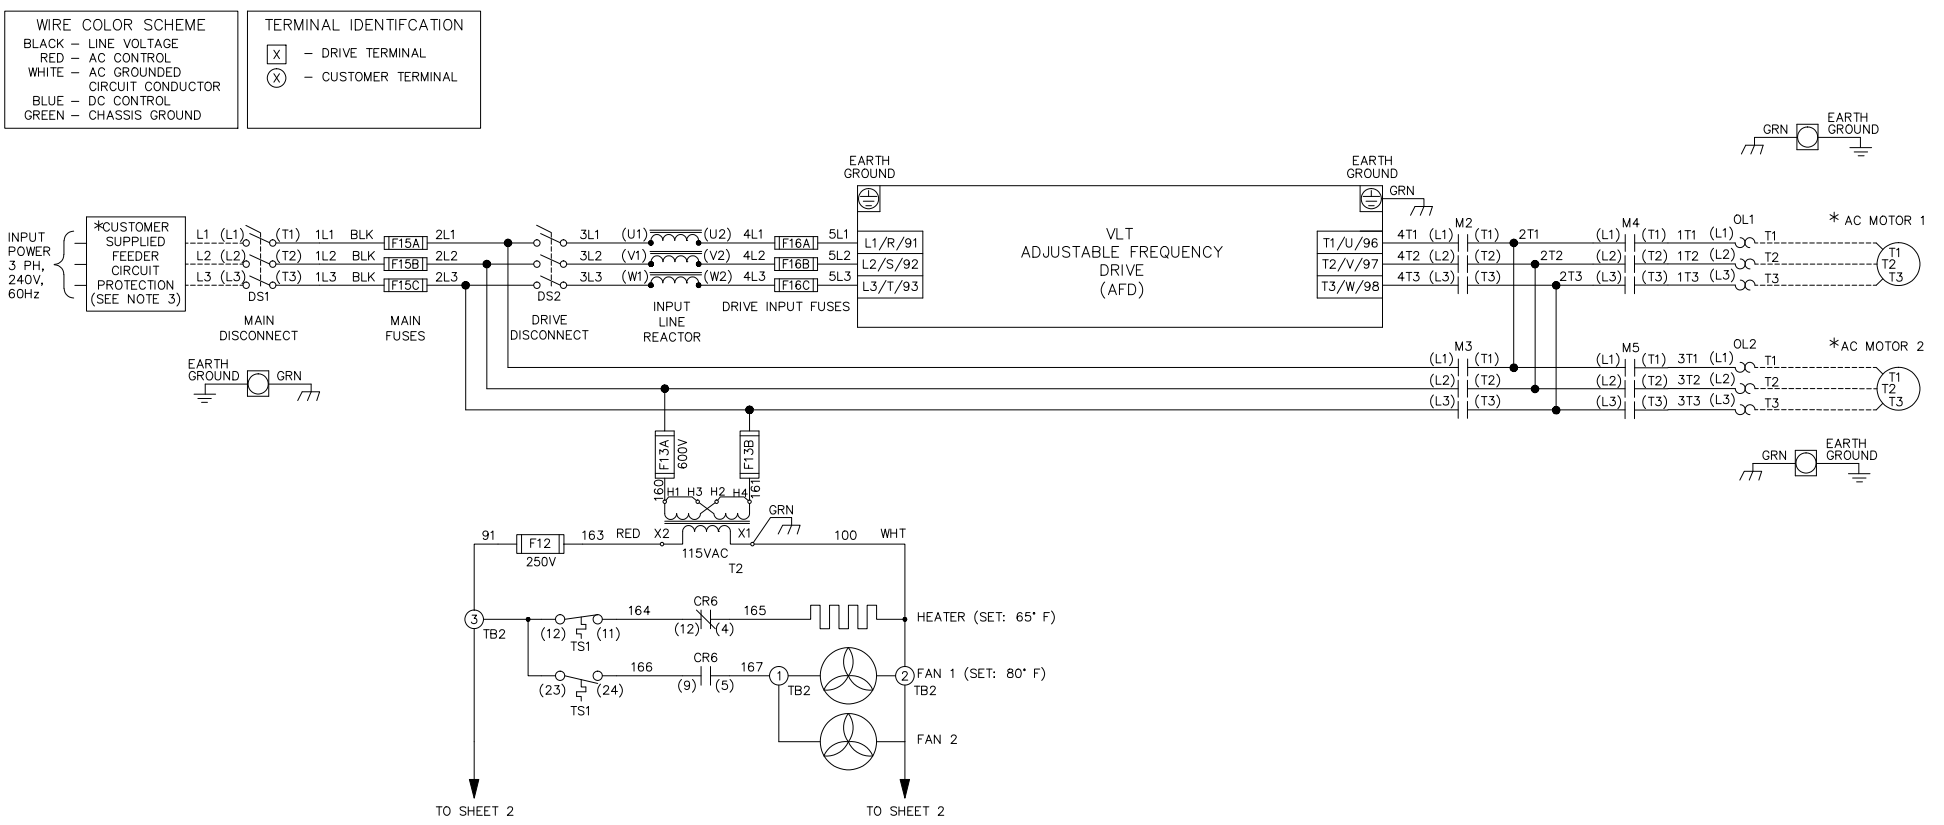 WIRE COLOR SCHEME
BLACK – LINE VOLTAGE
RED – AC CONTROL
WHITE – AC GROUNDED
CIRCUIT CONDUCTOR
BLUE – DC CONTROL
GREEN – CHASSIS GROUND
TERMINAL IDENTIFCATION
X – DRIVE TERMINAL
X – CUSTOMER TERMINAL
GRN
EARTH
GROUND
INPUT
POWER
3 PH,
240V,
60Hz
*CUSTOMER
SUPPLIED
FEEDER
CIRCUIT
PROTECTION
(SEE NOTE 3)
L1 (L1) (T1) 1L1 BLK F15A 2L1
L2 (L2) (T2) 1L2 BLK F15B 2L2
L3 (L3) (T3) 1L3 BLK F15C 2L3
DS1
MAIN
DISCONNECT
MAIN
FUSES
3L1 (U1) (U2) 4L1 F16A 5L1
3L2 (V1) (V2) 4L2 F16B 5L2
3L3 (W1) (W2) 4L3 F16C 5L3
DS2
DRIVE
DISCONNECT
INPUT
LINE
REACTOR
DRIVE INPUT FUSES
EARTH
GROUND
L1/R/91
L2/S/92
L3/T/93
VLT
ADJUSTABLE FREQUENCY
DRIVE
(AFD)
EARTH
GROUND
GRN
T1/U/96
T2/V/97
T3/W/98
M2
4T1 (L1) (T1) 2T1
4T2 (L2) (T2) 2T2
4T3 (L3) (T3) 2T3
M4
(L1) (T1) 1T1 (L1) T1
(L2) (T2) 1T2 (L2) T2
(L3) (T3) 1T3 (L3) T3
OL1
* AC MOTOR 1
T1
T2
T3
EARTH
GROUND
GRN
M3
(L1) (T1)
(L2) (T2)
(L3) (T3)
M5
(L1) (T1) 3T1 (L1) T1
(L2) (T2) 3T2 (L2) T2
(L3) (T3) 3T3 (L3) T3
OL2
*AC MOTOR 2
T1
T2
T3
GRN
EARTH
GROUND
F13A
600V
F13B
160
161
H1 H3 H2 H4
GRN
91 F12 163 RED X2 X1 100 WHT
250V
115VAC
T2
3
TB2
(12) (11)
TS1
164
CR6
(12) (4)
165
HEATER (SET: 65° F)
(23) (24)
TS1
166
CR6
(9) (5)
167
1
TB2
2
TB2
FAN 1 (SET: 80° F)
FAN 2
TO SHEET 2
TO SHEET 2